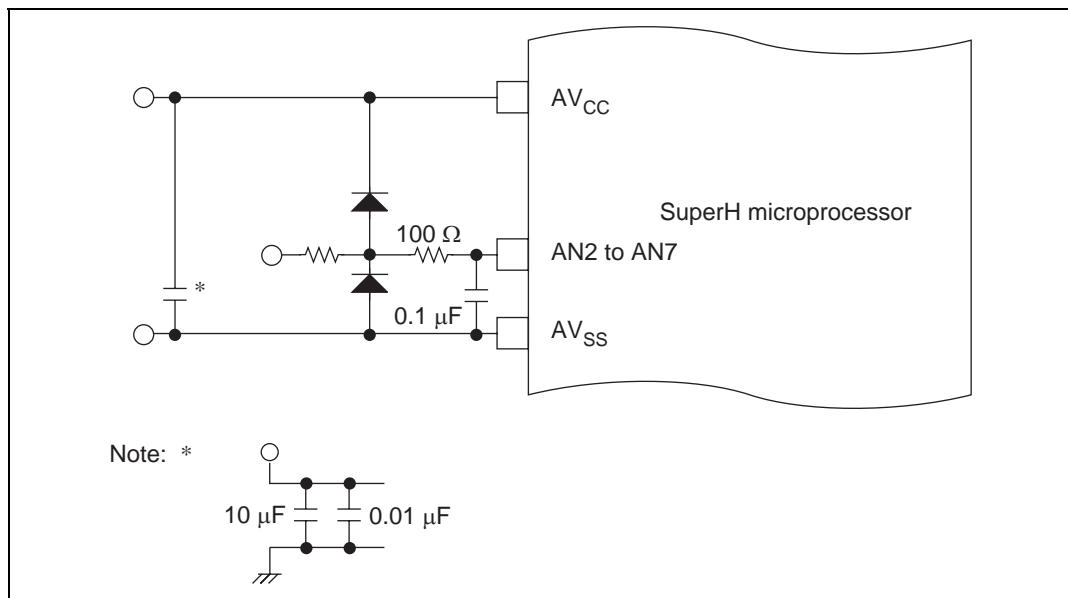 AVCC
SuperH microprocessor
100 Ω
AN2 to AN7
*
0.1 μF
AVSS
Note: *
10 μF
0.01 μF